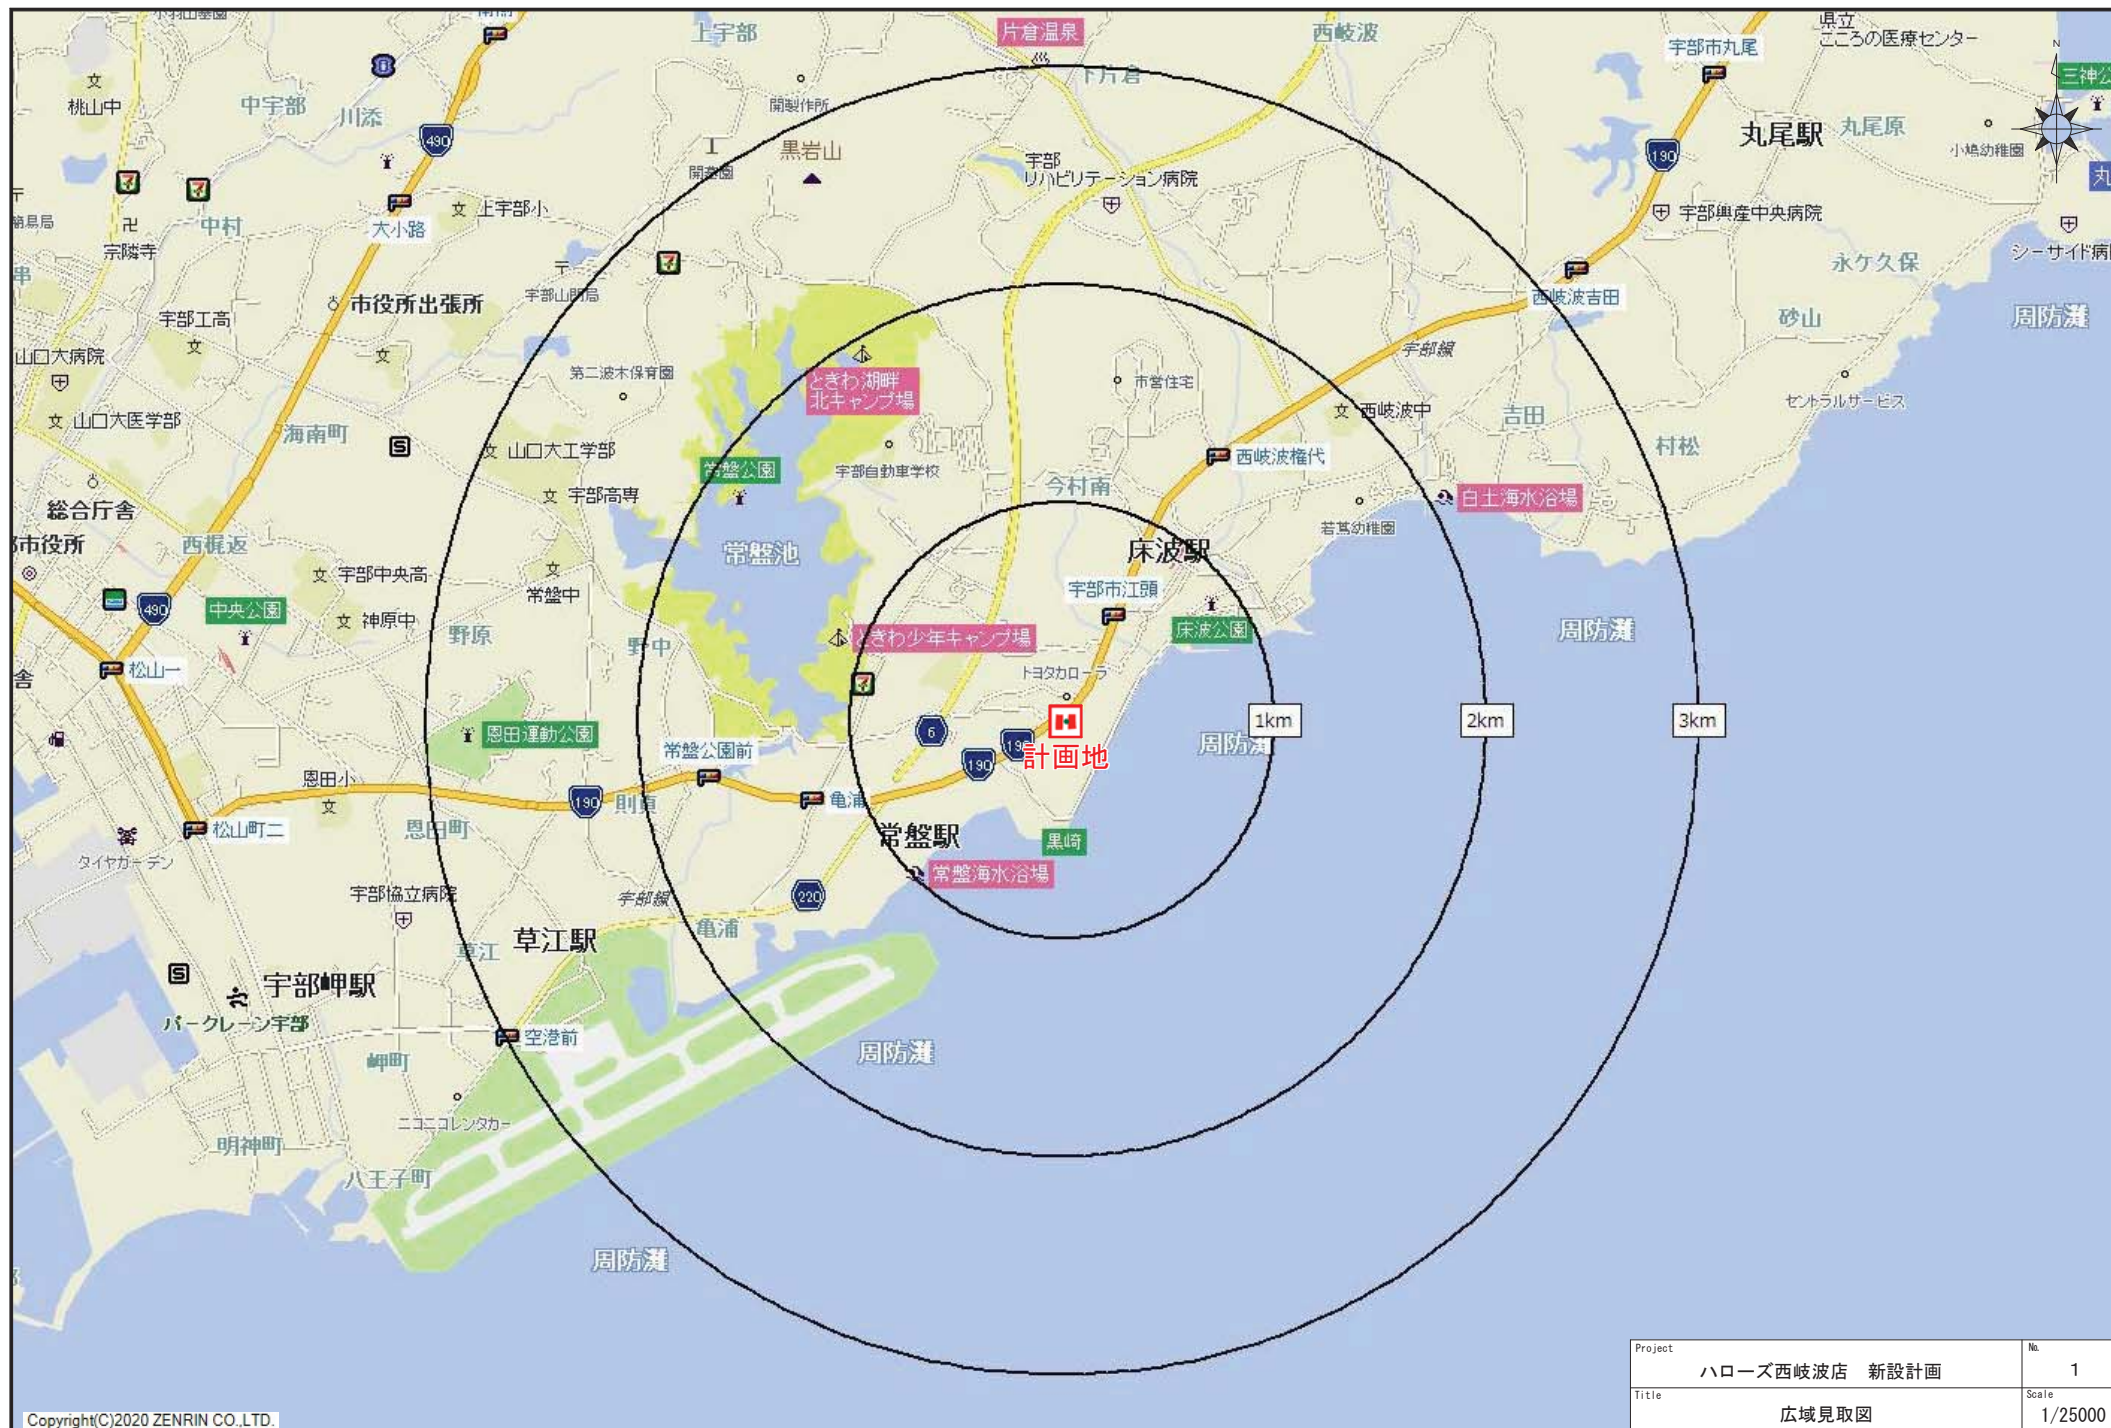 上宇部
片倉温泉
西岐波
県立
こころの医療センター
宇部市丸尾
N
三神公
下片倉
桃山中
中宇部
川添
開製作所
490
黒岩山
丸尾駅
丸尾原
小鳩幼稚園
190
宇部
リハビリテーション病院
丸
簡易局
中村
大小路
上宇部小
宇部興産中央病院
宗隣寺
シーサイド病
永ケ久保
串
市役所出張所
宇部山門局
西岐波吉田
周防灘
宇部工高
砂山
山口大病院
第二波木保育園
ときわ湖畔
北キャンプ場
宇部線
市営住宅
セントラルサービス
山口大医学部
海南町
山口大工学部
常盤公園
宇部自動車学校
西岐波中
吉田
村松
西岐波権代
宇部高専
今村南
白土海水浴場
総合庁舎
市役所
西梶返
常盤池
床波駅
宇部中央高
常盤中
宇部市江頭
490
中央公園
神原中
野原
野中
ときわ少年キャンプ場
床波公園
周防灘
松山一
舎
トヨタカローラ
恩田運動公園
常盤公園前
6
190
190
計画地
周防灘
1km
2km
3km
恩田小
190
則貞
亀浦
松山町二
恩田町
常盤駅
黒崎
タイヤガーデン
常盤海水浴場
宇部協立病院
宇部線
220
亀浦
草江
草江駅
宇部岬駅
パークレーン宇部
空港前
岬町
周防灘
ニコニコレンタカー
明神町
八王子町
周防灘
Project
ハローズ西岐波店 新設計画
No.
1
Title
広域見取図
Scale
1/25000
Copyright(C)2020 ZENRIN CO.,LTD.